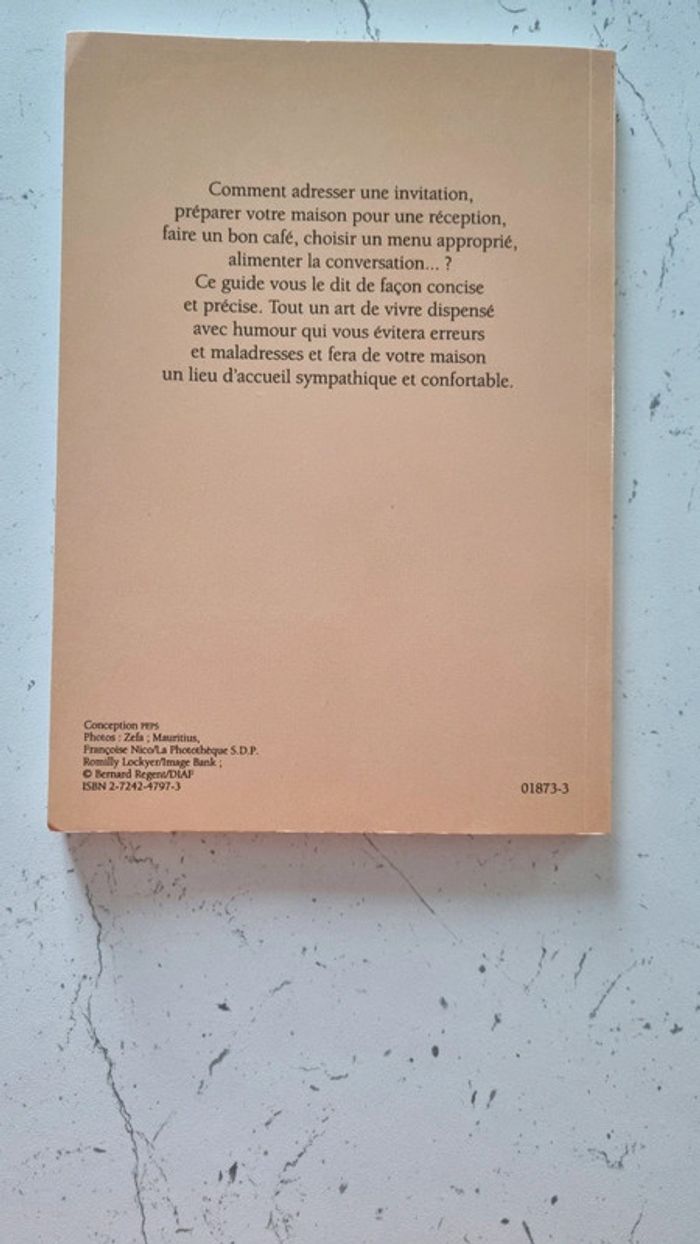 Comment adresser une invitation,
préparer votre maison pour une réception,
faire un bon café, choisir un menu approprié,
alimenter la conversation... ?
Ce guide vous le dit de façon concise
et précise. Tout un art de vivre dispensé
avec humour qui vous évitera erreurs
et maladresses et fera de votre maison
un lieu d'accueil sympathique et confortable.
Conception PEPS
Photos : Zefa ; Mauritius,
Françoise Nico/La Photothèque S.D.P.
Romilly Lockyer/Image Bank ;
© Bernard Regent/DIAF
ISBN 2-7242-4797-3
01873-3